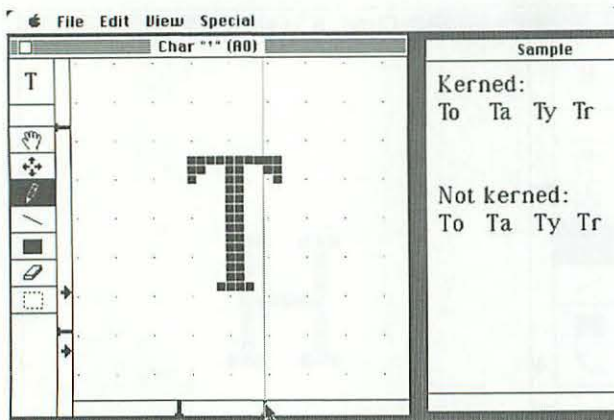 File Edit View Special
Char "†" (A0)
T
T
Sample
Kerned:
To Ta Ty Tr
Not kerned:
To Ta Ty Tr